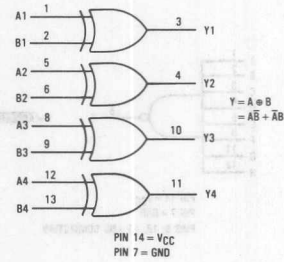 A1 1
3 Y1
B1 2
A2 5
4 Y2
B2 6
Y = A ⊕ B
= AB̅ + A̅B
A3 8
10 Y3
B3 9
A4 12
11 Y4
B4 13
PIN 14 = VCC
PIN 7 = GND